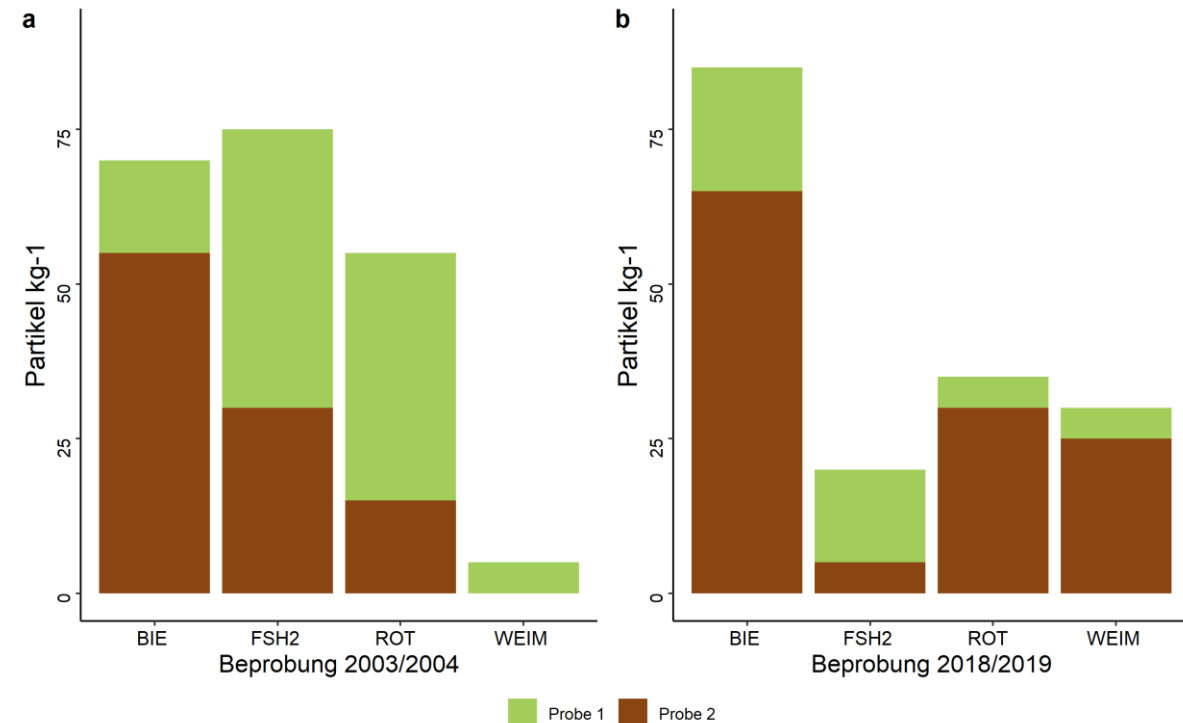 a
75
50
25
0
Partikel kg-1
BIE FSH2 ROT WEIM
Beprobung 2003/2004
b
75
50
25
0
Partikel kg-1
BIE FSH2 ROT WEIM
Beprobung 2018/2019
Probe 1 Probe 2